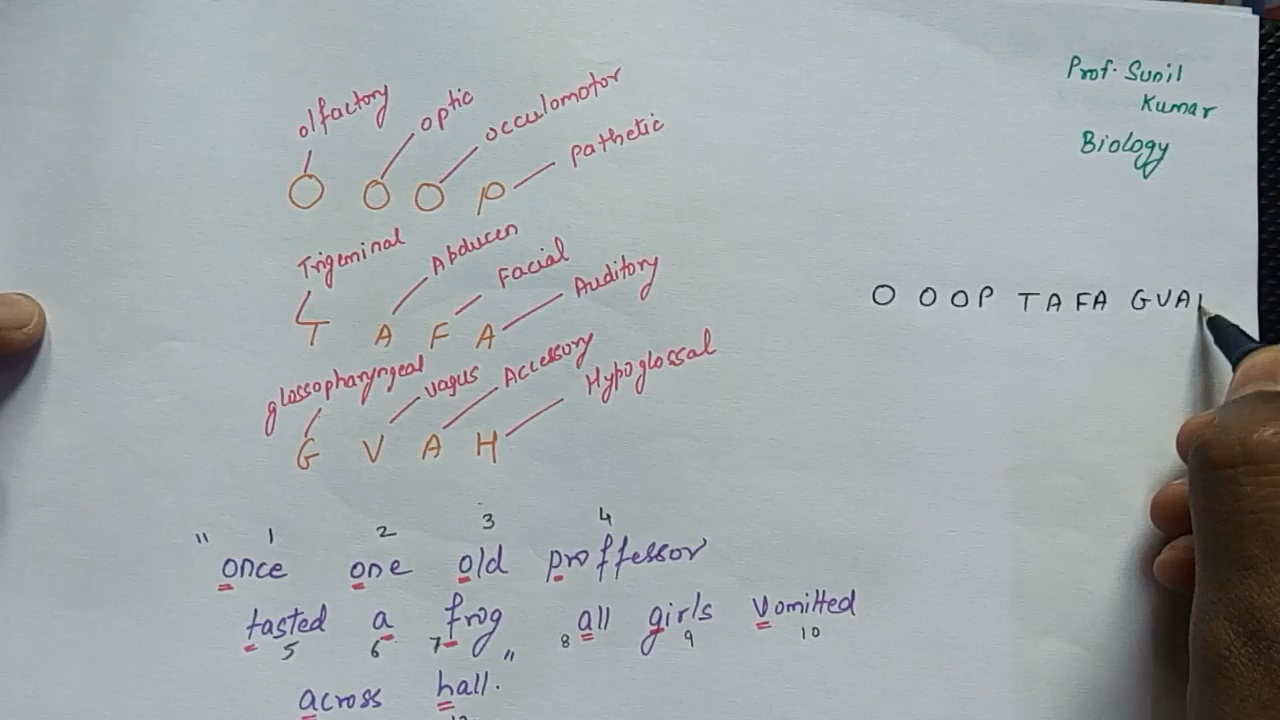 Prof. Sunil
Kumar
Biology
olfactory optic occulomotor pathetic
O O O P
Trigeminal Abducen Facial Auditory
T A F A
glossopharyngeal vagus Accessory Hypoglossal
G V A H
O O O P T A F A G V A
1 2 3 4
" once one old proffessor
tasted a frog " all girls vomitted
5 6 7 8 9 10
across hall.